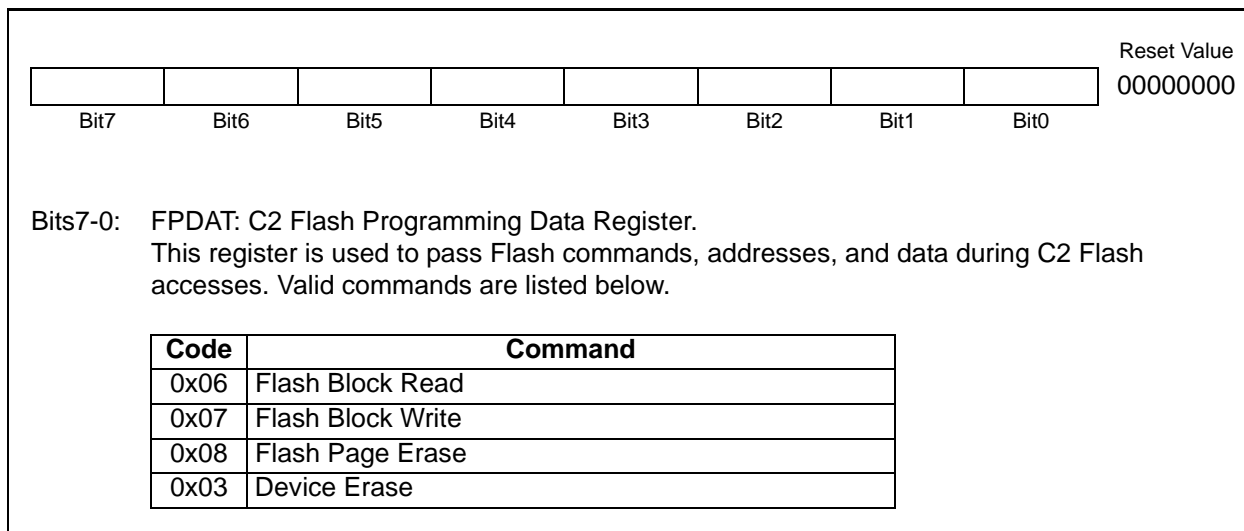 Reset Value
00000000
Bit7 Bit6 Bit5 Bit4 Bit3 Bit2 Bit1 Bit0
Bits7-0: FPDAT: C2 Flash Programming Data Register.
This register is used to pass Flash commands, addresses, and data during C2 Flash
accesses. Valid commands are listed below.
Code Command
0x06 Flash Block Read
0x07 Flash Block Write
0x08 Flash Page Erase
0x03 Device Erase